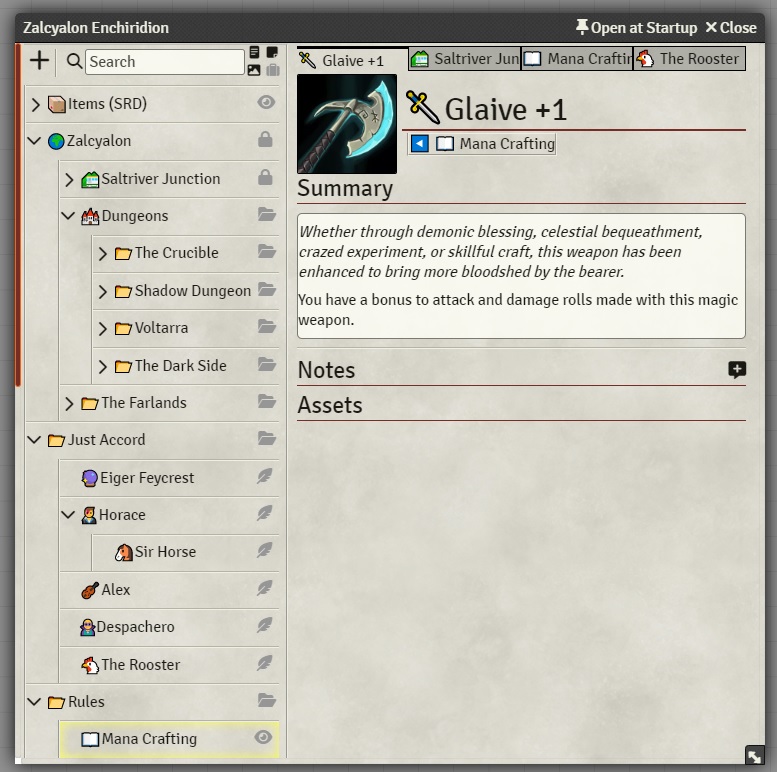 Zalcyalon Enchiridion
Open at Startup
Close
Search
Items (SRD)
Zalcyalon
Saltriver Junction
Dungeons
The Crucible
Shadow Dungeon
Voltarra
The Dark Side
The Farlands
Just Accord
Eiger Feycrest
Horace
Sir Horse
Alex
Despachero
The Rooster
Rules
Mana Crafting
Glaive +1
Saltriver Jun
Mana Craftin
The Rooster
Glaive +1
Mana Crafting
Summary
Whether through demonic blessing, celestial bequeathment,
crazed experiment, or skillful craft, this weapon has been
enhanced to bring more bloodshed by the bearer.
You have a bonus to attack and damage rolls made with this magic
weapon.
Notes
Assets